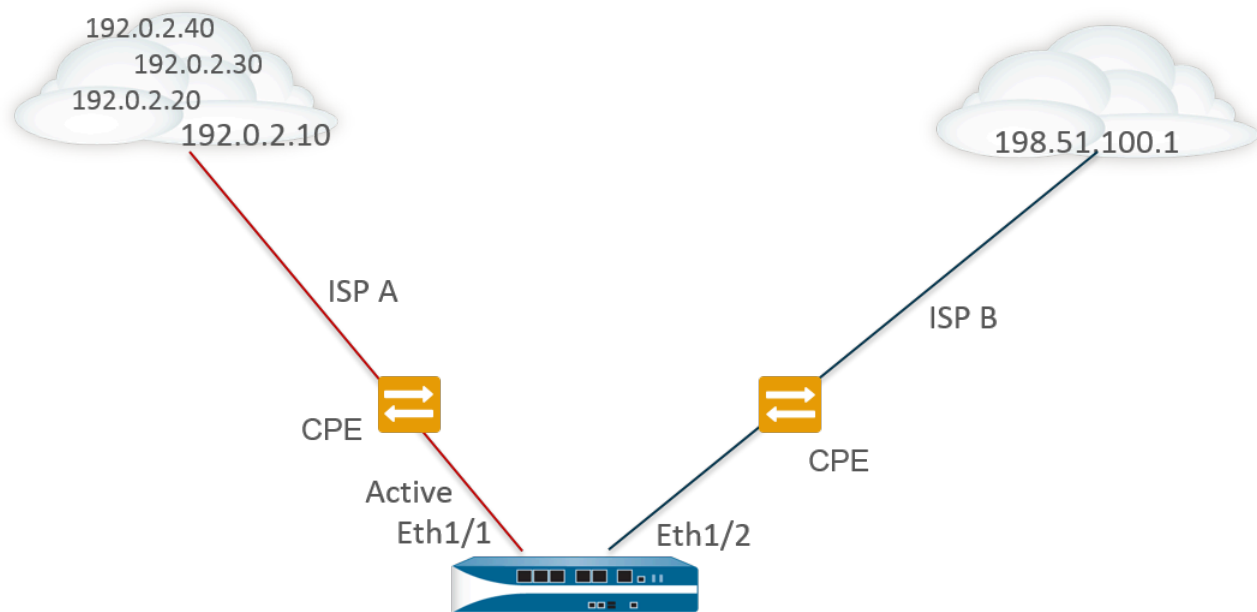 192.0.2.40
192.0.2.30
192.0.2.20
192.0.2.10
198.51.100.1
ISP A
ISP B
CPE
CPE
Active
Eth1/1
Eth1/2